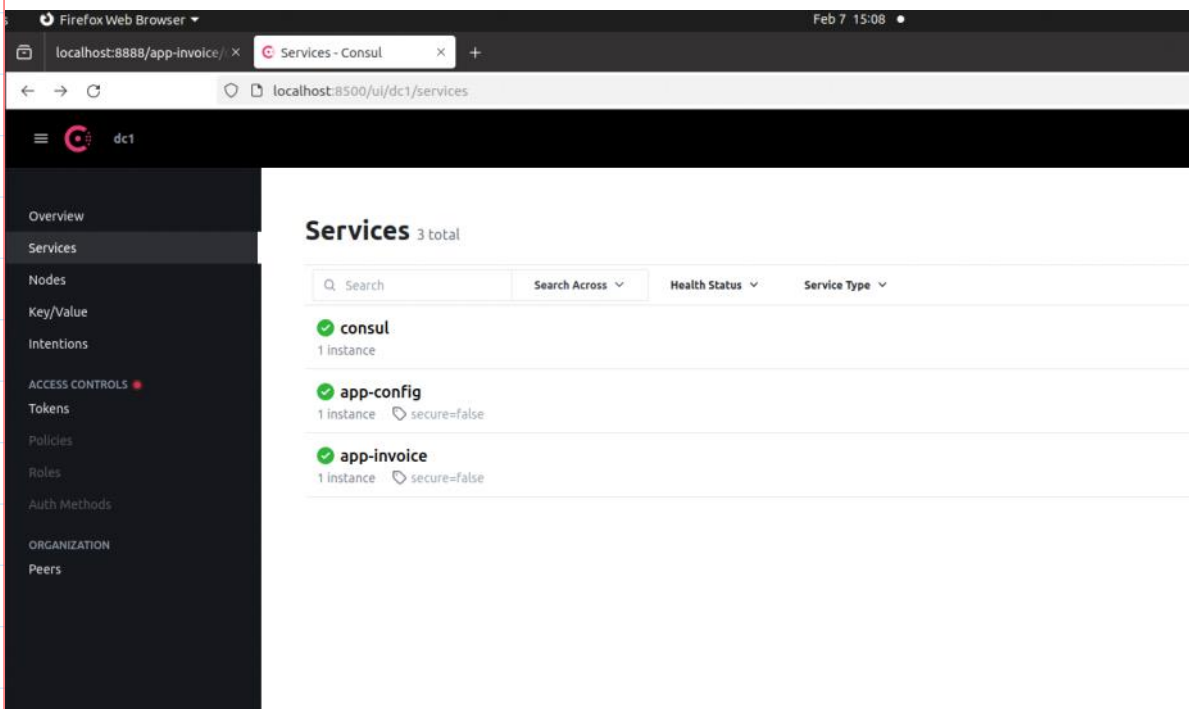 Firefox Web Browser
Feb 7 15:08
localhost:8888/app-invoice/
Services - Consul
localhost:8500/ui/dc1/services
dc1
Overview
Services
Nodes
Key/Value
Intentions
ACCESS CONTROLS
Tokens
Policies
Roles
Auth Methods
ORGANIZATION
Peers
Services 3 total
Search
Search Across
Health Status
Service Type
consul
1 instance
app-config
1 instance secure=false
app-invoice
1 instance secure=false